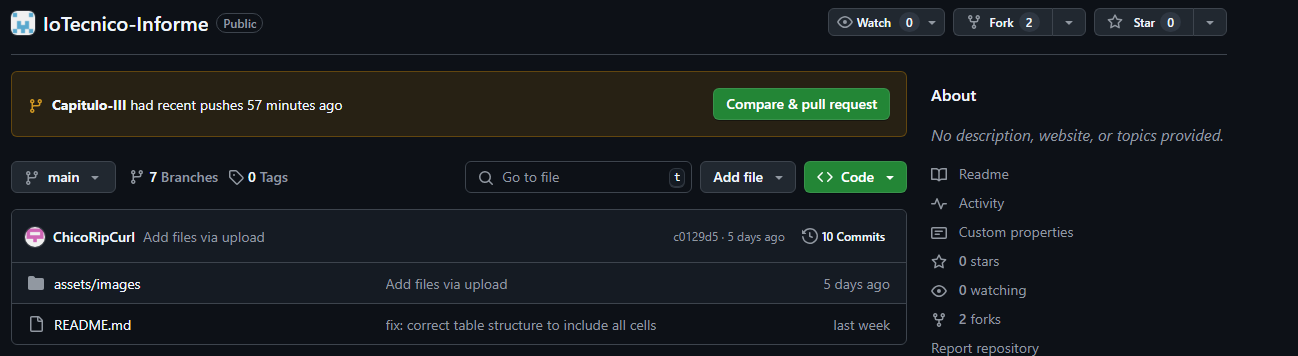 IoTecnico-Informe Public
Watch 0
Fork 2
Star 0
Capitulo-III had recent pushes 57 minutes ago
Compare & pull request
main
7 Branches
0 Tags
Go to file
t
Add file
Code
ChicoRipCurl Add files via upload
c0129d5 · 5 days ago
10 Commits
assets/images
Add files via upload
5 days ago
README.md
fix: correct table structure to include all cells
last week
About
No description, website, or topics provided.
Readme
Activity
Custom properties
0 stars
0 watching
2 forks
Report repository